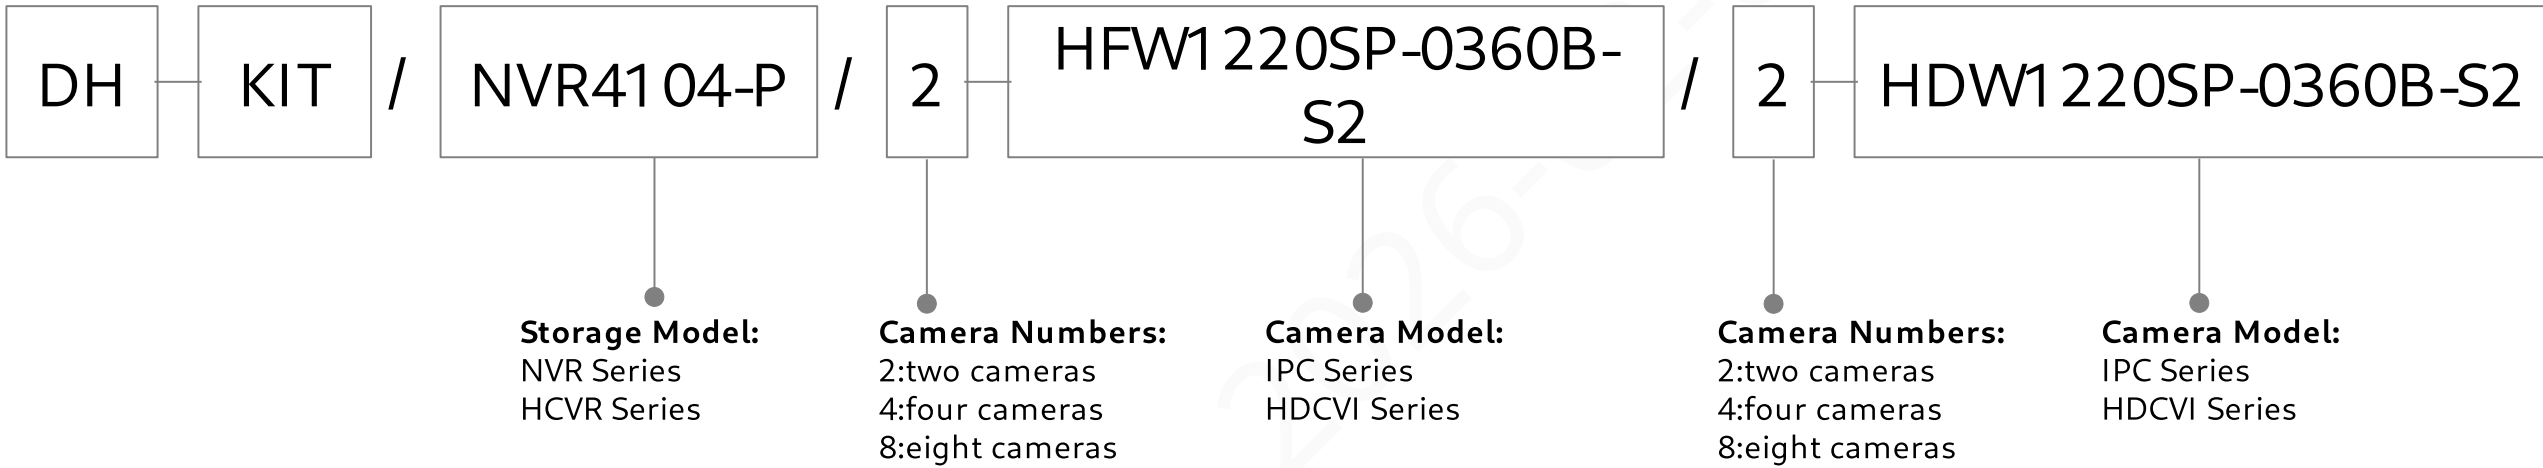 DH KIT / NVR4104-P / 2 HFW1220SP-0360B- / 2 HDW1220SP-0360B-S2
S2
Storage Model:
NVR Series
HCVR Series
Camera Numbers:
2:two cameras
4:four cameras
8:eight cameras
Camera Model:
IPC Series
HDCVI Series
Camera Numbers:
2:two cameras
4:four cameras
8:eight cameras
Camera Model:
IPC Series
HDCVI Series